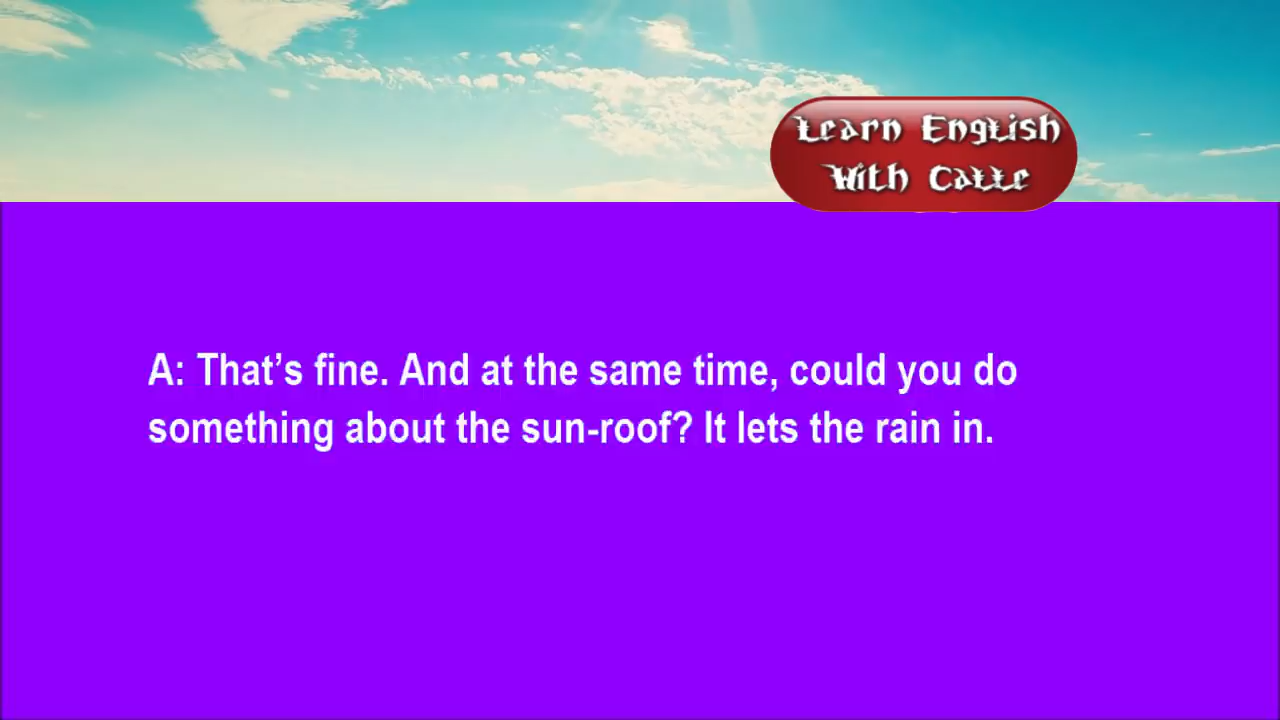 Learn English
With Calle
A: That’s fine. And at the same time, could you do
something about the sun-roof? It lets the rain in.